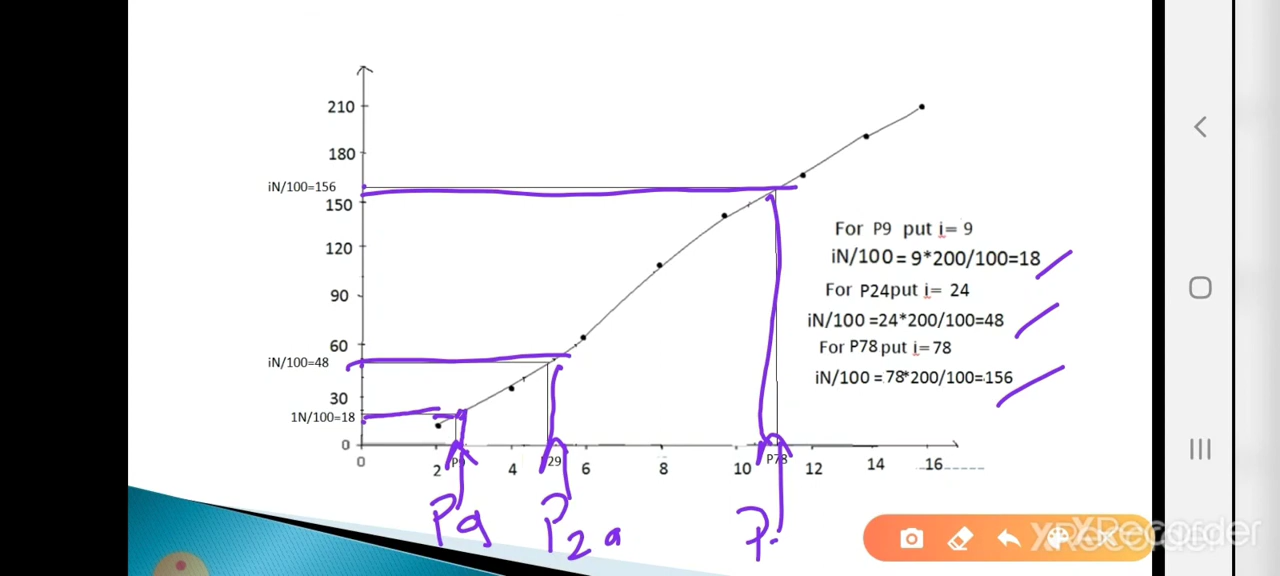 210
180
iN/100=156
150
120
90
60
iN/100=48
30
1N/100=18
0
0
2
P9
4
P29
6
8
10
P78
12
14
16
For P9 put i= 9
iN/100 = 9*200/100=18
For P24put i= 24
iN/100 =24*200/100=48
For P78 put i=78
iN/100 = 78*200/100=156
P9
P29
P
XRecorder